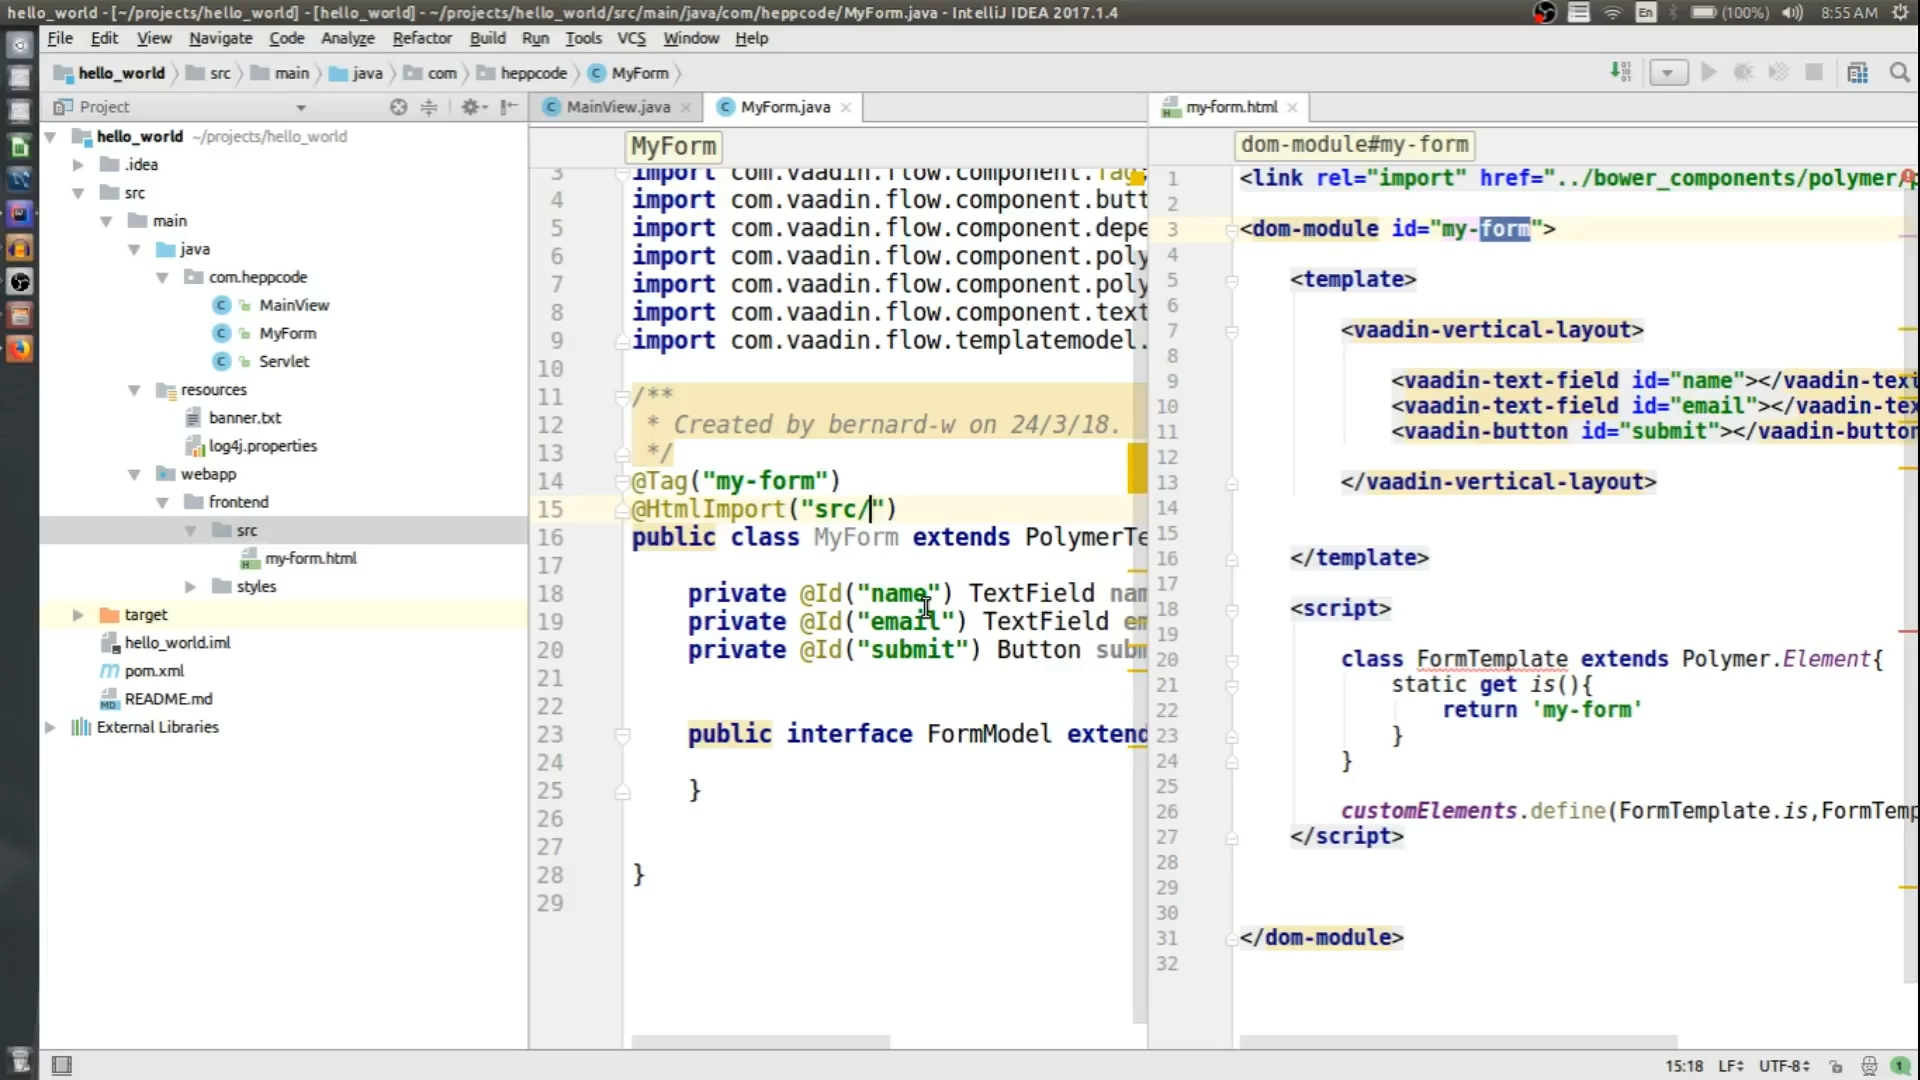 hello_world - [~/projects/hello_world] - [hello_world] - ~/projects/hello_world/src/main/java/com/heppcode/MyForm.java - IntelliJ IDEA 2017.1.4
En
(100%)
8:55 AM
File Edit View Navigate Code Analyze Refactor Build Run Tools VCS Window Help
hello_world src main java com heppcode MyForm
Project
MainView.java MyForm.java my-form.html
hello_world ~/projects/hello_world
.idea
src
main
java
com.heppcode
MainView
MyForm
Servlet
resources
banner.txt
log4j.properties
webapp
frontend
src
my-form.html
styles
target
hello_world.iml
pom.xml
README.md
External Libraries
MyForm
3 import com.vaadin.flow.component.Tag
4 import com.vaadin.flow.component.butt
5 import com.vaadin.flow.component.depe
6 import com.vaadin.flow.component.poly
7 import com.vaadin.flow.component.poly
8 import com.vaadin.flow.component.text
9 import com.vaadin.flow.templatemodel.
10
11 /**
12 * Created by bernard-w on 24/3/18.
13 */
14 @Tag("my-form")
15 @HtmlImport("src/")
16 public class MyForm extends PolymerTe
17
18 private @Id("name") TextField nam
19 private @Id("email") TextField em
20 private @Id("submit") Button subm
21
22
23 public interface FormModel extend
24
25 }
26
27
28 }
29
dom-module#my-form
1 <link rel="import" href="../bower_components/polymer/p
2
3 <dom-module id="my-form">
4
5 <template>
6
7 <vaadin-vertical-layout>
8
9 <vaadin-text-field id="name"></vaadin-text
10 <vaadin-text-field id="email"></vaadin-tex
11 <vaadin-button id="submit"></vaadin-button
12
13 </vaadin-vertical-layout>
14
15
16 </template>
17
18 <script>
19
20 class FormTemplate extends Polymer.Element{
21 static get is(){
22 return 'my-form'
23 }
24 }
25
26 customElements.define(FormTemplate.is,FormTemp
27 </script>
28
29
30
31 </dom-module>
32
15:18 LF UTF-8 1